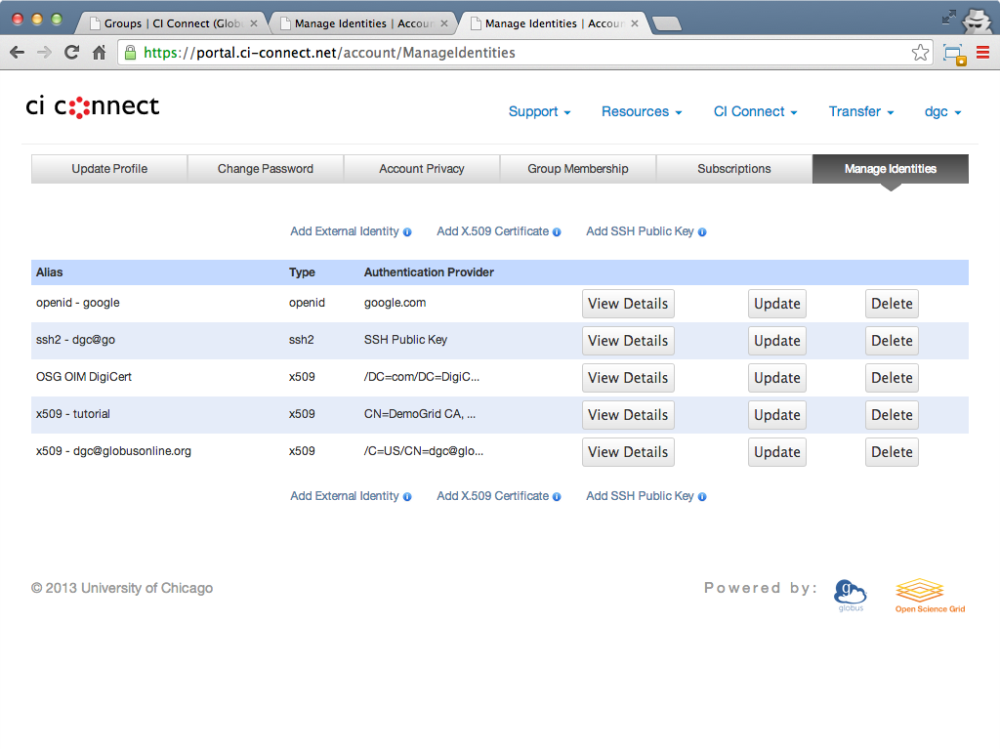 Groups | CI Connect (Glob Manage Identities | Accou Manage Identities | Accou
https://portal.ci-connect.net/account/ManageIdentities
ci connect
Support Resources CI Connect Transfer dgc
Update Profile Change Password Account Privacy Group Membership Subscriptions Manage Identities
Add External Identity Add X.509 Certificate Add SSH Public Key
Alias Type Authentication Provider
openid - google openid google.com View Details Update Delete
ssh2 - dgc@go ssh2 SSH Public Key View Details Update Delete
OSG OIM DigiCert x509 /DC=com/DC=DigiC... View Details Update Delete
x509 - tutorial x509 CN=DemoGrid CA, ... View Details Update Delete
x509 - dgc@globusonline.org x509 /C=US/CN=dgc@glo... View Details Update Delete
Add External Identity Add X.509 Certificate Add SSH Public Key
© 2013 University of Chicago Powered by:
g
globus
Open Science Grid